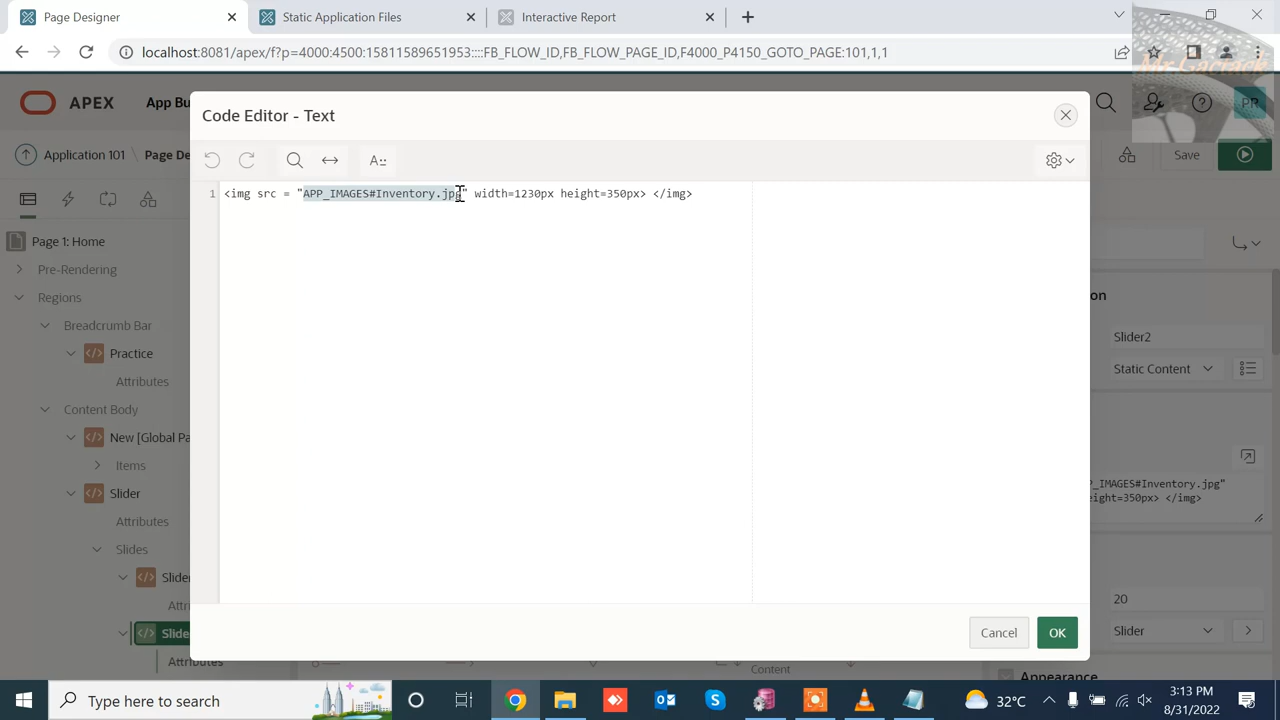 Page Designer
Static Application Files
Interactive Report
localhost:8081/apex/f?p=4000:4500:15811589651953::::FB_FLOW_ID,FB_FLOW_PAGE_ID,F4000_P4150_GOTO_PAGE:101,1,1
Mr.Gaciack
APEX
App Bu
PR
Application 101
Page De
Save
Code Editor - Text
1
<img src = "APP_IMAGES#Inventory.jpg" width=1230px height=350px> </img>
Page 1: Home
Pre-Rendering
Regions
Breadcrumb Bar
Practice
Attributes
Content Body
New [Global Pa
Items
Slider
Attributes
Slides
Slide
Attri
Slide
Attributes
on
Slider2
Static Content
P_IMAGES#Inventory.jpg"
eight=350px> </img>
20
Slider
Appearance
Content
Cancel
OK
Type here to search
32°C
3:13 PM
8/31/2022